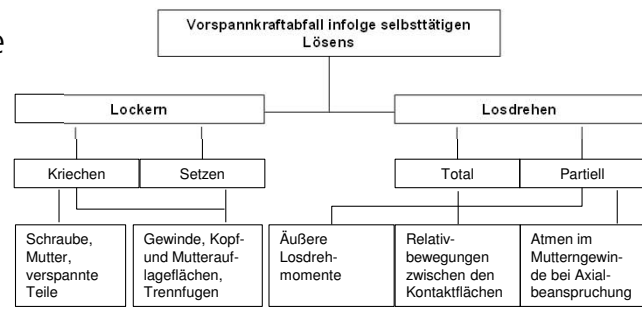 e
Vorspannkraftabfall infolge selbsttätigen
Lösens
Lockern
Losdrehen
Kriechen
Setzen
Total
Partiell
Schraube,
Mutter,
verspannte
Teile
Gewinde, Kopf-
und Mutterauf-
lageflächen,
Trennfugen
Äußere
Losdreh-
momente
Relativ-
bewegungen
zwischen den
Kontaktflächen
Atmen im
Mutterngewin-
de bei Axial-
beanspruchung